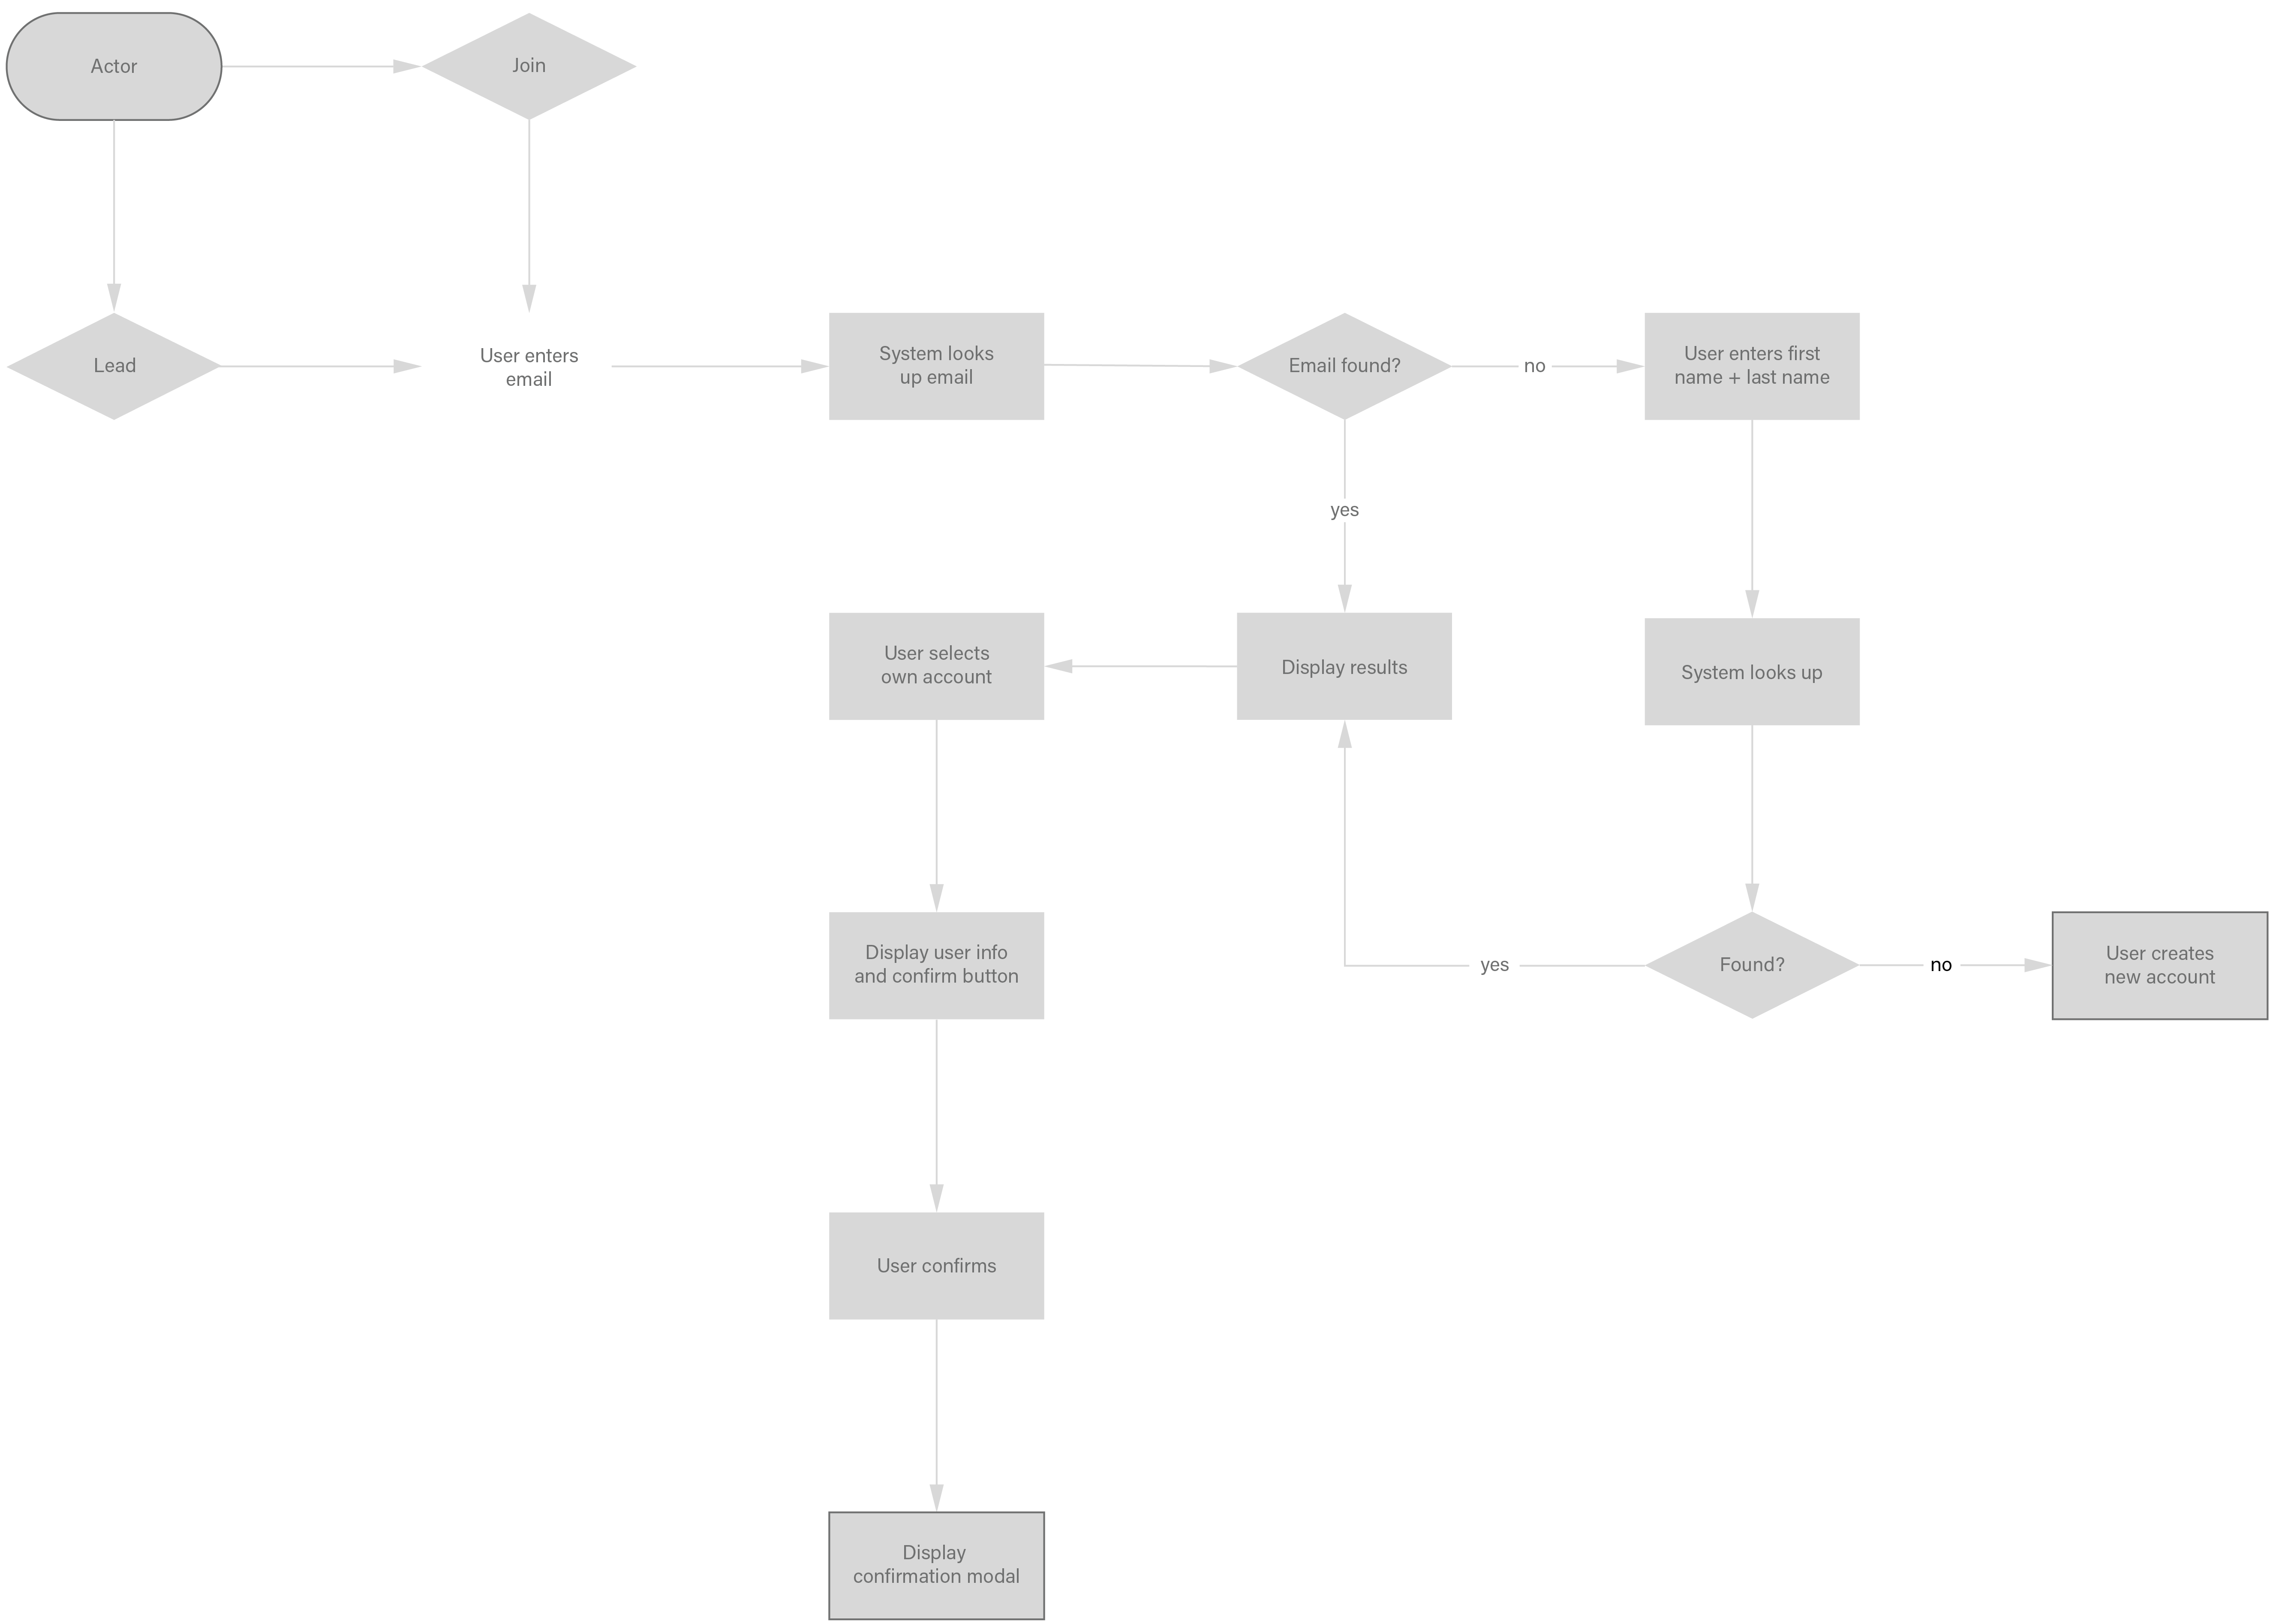 Actor
Join
Lead
User enters
email
System looks
up email
Email found?
no
User enters first
name + last name
yes
User selects
own account
Display results
System looks up
Display user info
and confirm button
yes
Found?
no
User creates
new account
User confirms
Display
confirmation modal